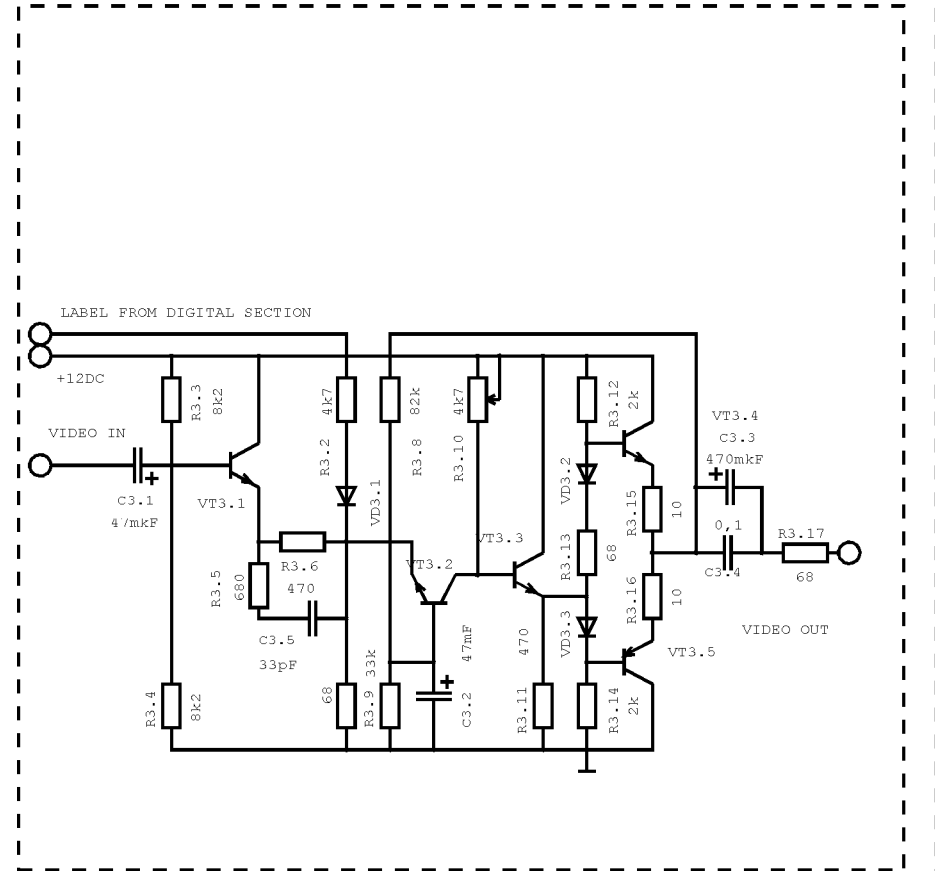 LABEL FROM DIGITAL SECTION
+12DC
R3.3
8k2
4k7
R3.2
82k
R3.8
4k7
R3.10
R3.12
2k
VT3.4
C3.3
470mkF
VIDEO IN
C3.1
VT3.1
VD3.1
VD3.2
R3.15
10
0,1
C3.4
R3.17
68
R3.5
680
R3.6
470
VT3.2
VT3.3
R3.13
68
R3.16
10
C3.5
33pF
47mF
470
VD3.3
VIDEO OUT
VT3.5
R3.4
8k2
68
R3.9
33k
C3.2
R3.11
R3.14
2k